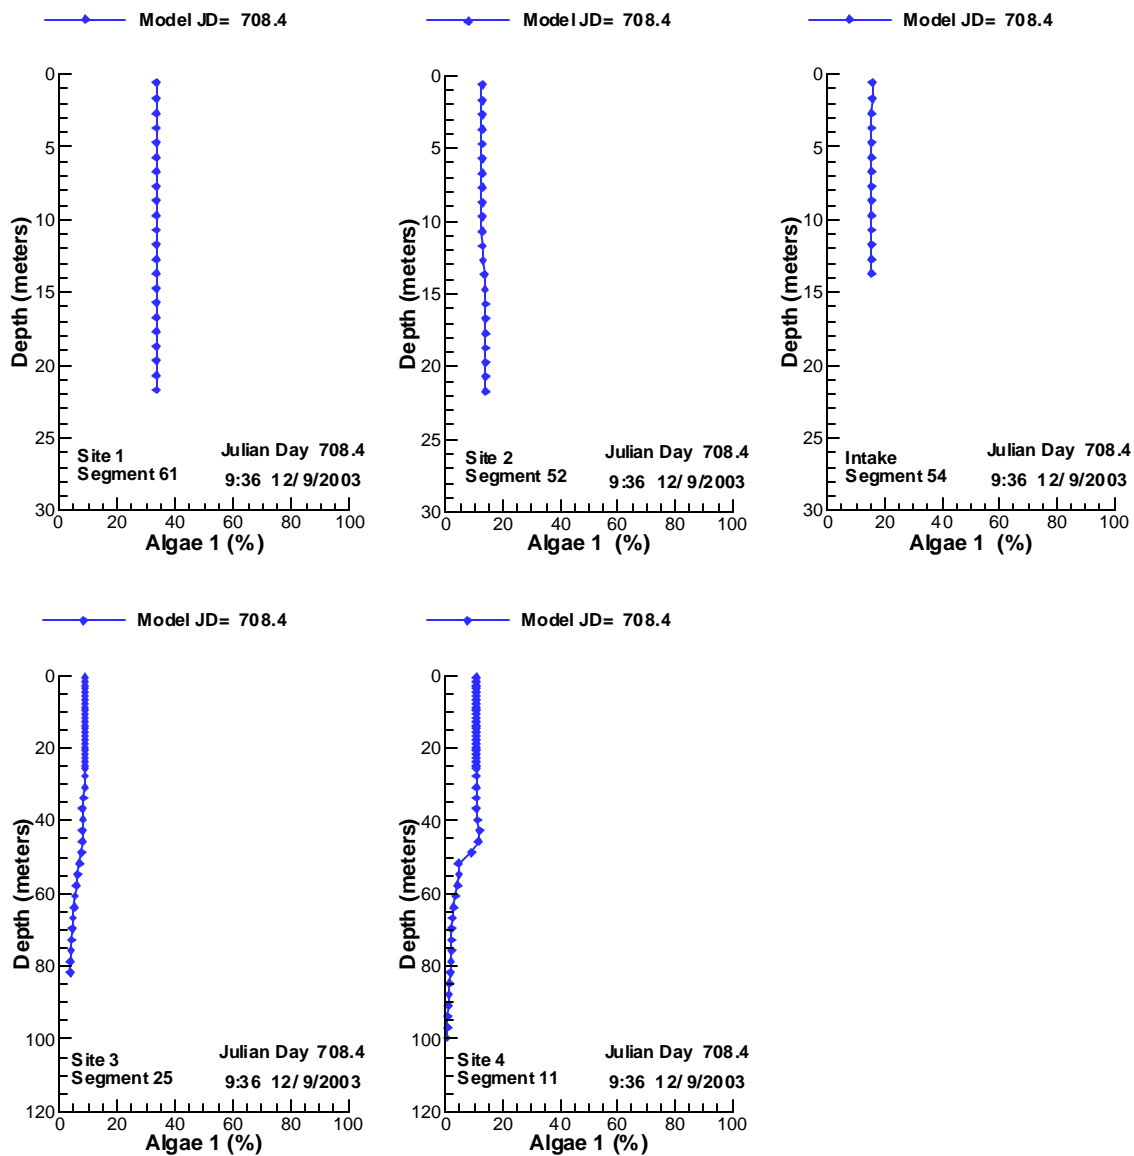 Model JD= 708.4
0
5
10
15
20
25
30
Depth (meters)
Site 1
Segment 61
Julian Day 708.4
9:36 12/ 9/2003
0 20 40 60 80 100
Algae 1 (%)
Model JD= 708.4
0
5
10
15
20
25
30
Depth (meters)
Site 2
Segment 52
Julian Day 708.4
9:36 12/ 9/2003
0 20 40 60 80 100
Algae 1 (%)
Model JD= 708.4
0
5
10
15
20
25
30
Depth (meters)
Intake
Segment 54
Julian Day 708.4
9:36 12/ 9/2003
0 20 40 60 80 100
Algae 1 (%)
Model JD= 708.4
0
20
40
60
80
100
120
Depth (meters)
Site 3
Segment 25
Julian Day 708.4
9:36 12/ 9/2003
0 20 40 60 80 100
Algae 1 (%)
Model JD= 708.4
0
20
40
60
80
100
120
Depth (meters)
Site 4
Segment 11
Julian Day 708.4
9:36 12/ 9/2003
0 20 40 60 80 100
Algae 1 (%)